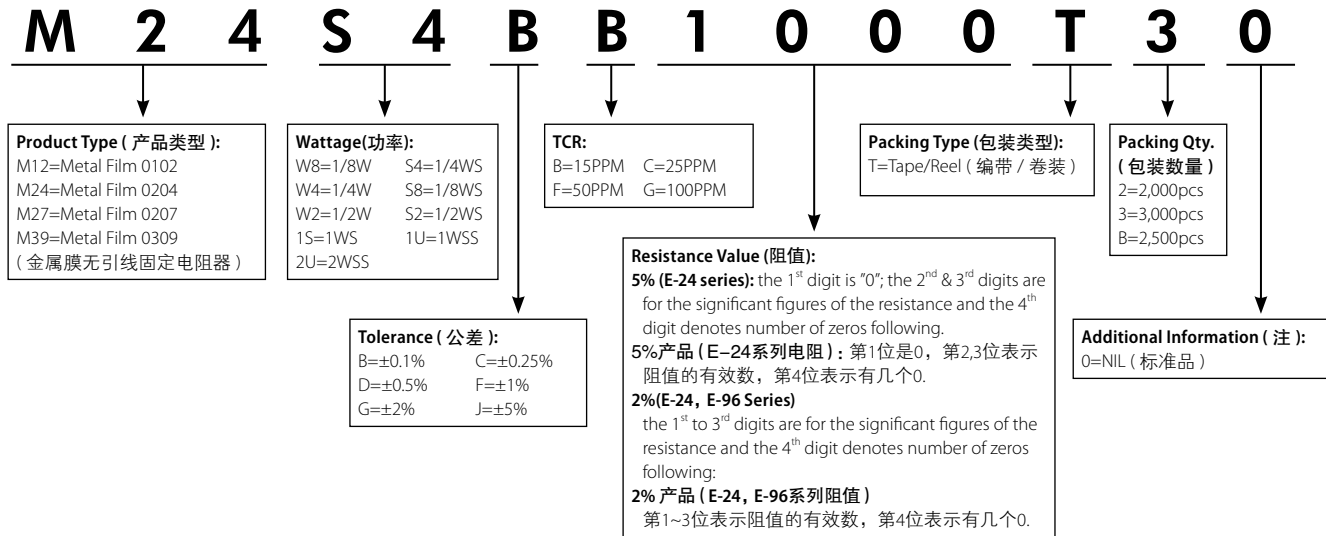 M 2 4 S 4 B B 1 0 0 0 T 3 0
Product Type ( 产品类型 ):
M12=Metal Film 0102
M24=Metal Film 0204
M27=Metal Film 0207
M39=Metal Film 0309
( 金属膜无引线固定电阻器 )
Wattage(功率):
W8=1/8W S4=1/4WS
W4=1/4W S8=1/8WS
W2=1/2W S2=1/2WS
1S=1WS 1U=1WSS
2U=2WSS
Tolerance ( 公差 ):
B=±0.1% C=±0.25%
D=±0.5% F=±1%
G=±2% J=±5%
TCR:
B=15PPM C=25PPM
F=50PPM G=100PPM
Resistance Value (阻值):
5% (E-24 series): the 1st digit is "0"; the 2nd & 3rd digits are
for the significant figures of the resistance and the 4th
digit denotes number of zeros following.
5%产品 ( E–24系列电阻 ) : 第1位是0，第2,3位表示
阻值的有效数，第4位表示有几个0.
2%(E-24, E-96 Series)
the 1st to 3rd digits are for the significant figures of the
resistance and the 4th digit denotes number of zeros
following:
2% 产品 ( E-24, E-96系列阻值 )
第1~3位表示阻值的有效数，第4位表示有几个0.
Packing Type (包装类型):
T=Tape/Reel ( 编带 / 卷装 )
Packing Qty.
( 包装数量 )
2=2,000pcs
3=3,000pcs
B=2,500pcs
Additional Information ( 注 ):
0=NIL ( 标准品 )